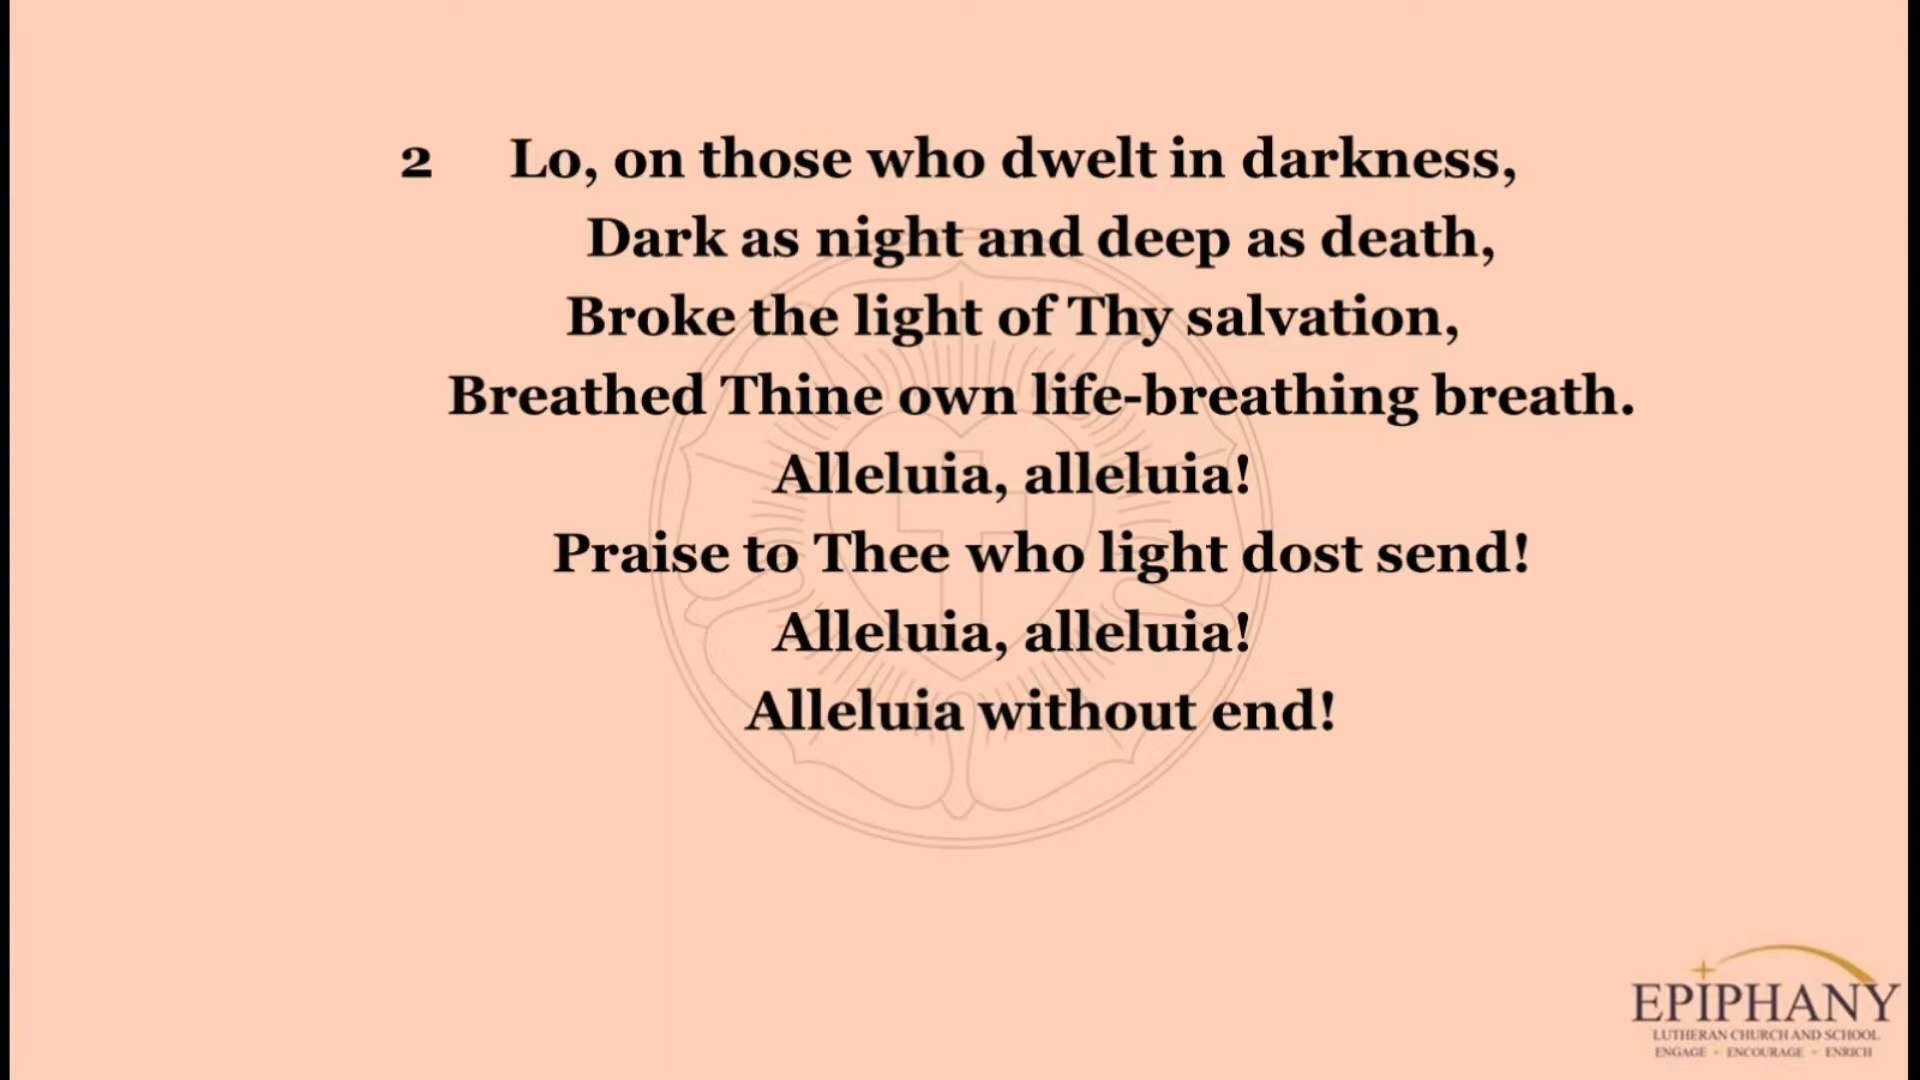 2 Lo, on those who dwelt in darkness,
Dark as night and deep as death,
Broke the light of Thy salvation,
Breathed Thine own life-breathing breath.
Alleluia, alleluia!
Praise to Thee who light dost send!
Alleluia, alleluia!
Alleluia without end!
EPIPHANY
LUTHERAN CHURCH AND SCHOOL
ENGAGE + ENCOURAGE + ENRICH